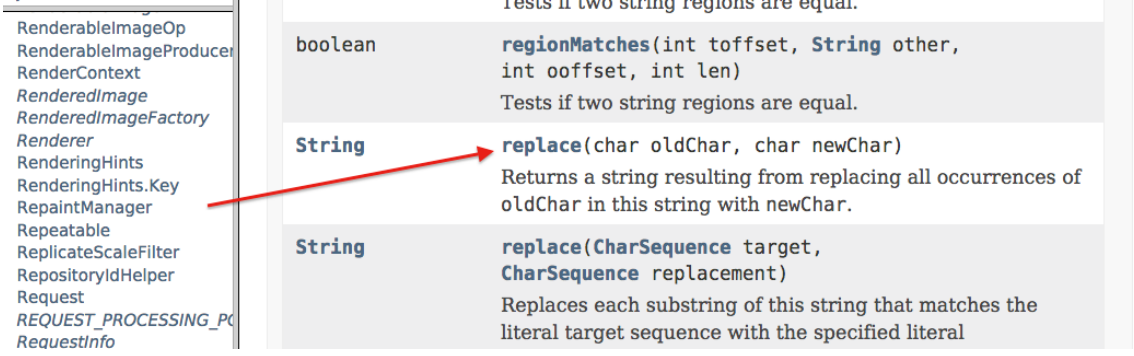 RenderableImageOp
RenderableImageProducer
RenderContext
RenderedImage
RenderedImageFactory
Renderer
RenderingHints
RenderingHints.Key
RepaintManager
Repeatable
ReplicateScaleFilter
RepositoryIdHelper
Request
REQUEST_PROCESSING_PO
RequestInfo
Tests if two string regions are equal.
boolean
regionMatches(int toffset, String other,
int ooffset, int len)
Tests if two string regions are equal.
String
replace(char oldChar, char newChar)
Returns a string resulting from replacing all occurrences of
oldChar in this string with newChar.
String
replace(CharSequence target,
CharSequence replacement)
Replaces each substring of this string that matches the
literal target sequence with the specified literal